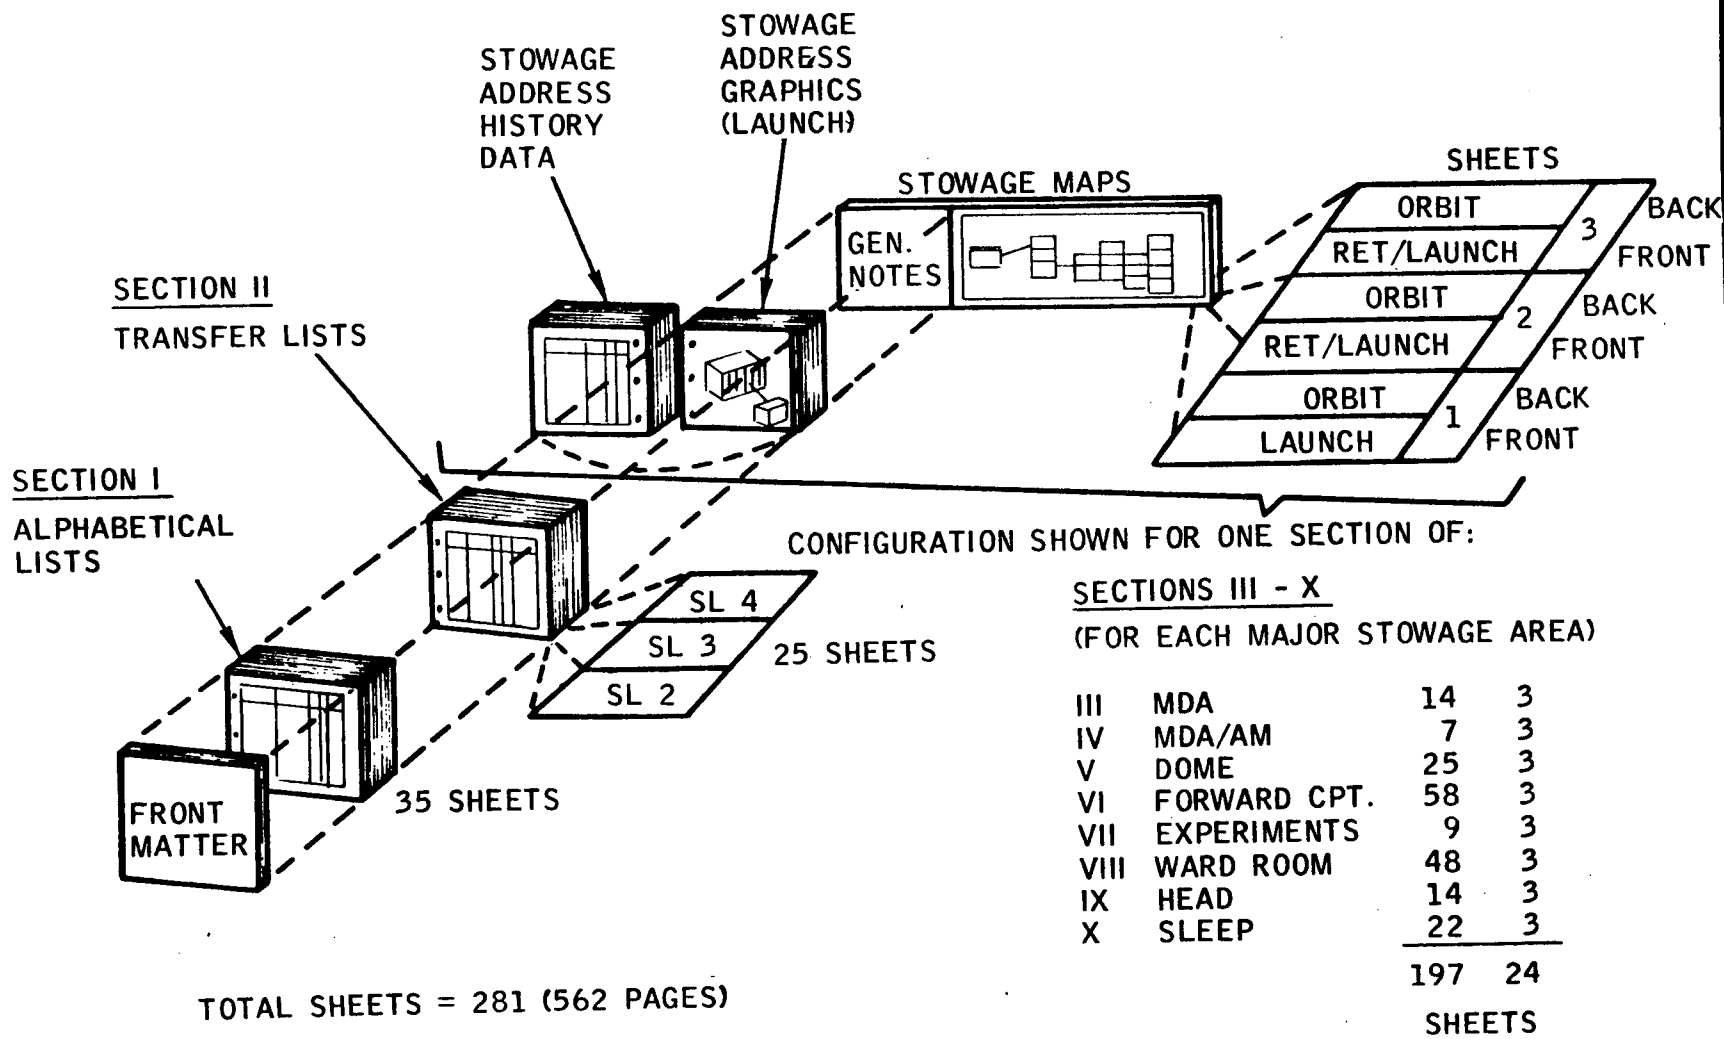 STOWAGE
ADDRESS
HISTORY
DATA
STOWAGE
ADDRESS
GRAPHICS
(LAUNCH)
STOWAGE MAPS
GEN.
NOTES
SHEETS
ORBIT
3
BACK
RET/LAUNCH
FRONT
ORBIT
2
BACK
RET/LAUNCH
FRONT
ORBIT
1
BACK
LAUNCH
FRONT
SECTION II
TRANSFER LISTS
SECTION I
ALPHABETICAL
LISTS
SL 4
SL 3
SL 2
25 SHEETS
35 SHEETS
FRONT
MATTER
CONFIGURATION SHOWN FOR ONE SECTION OF:
SECTIONS III - X
(FOR EACH MAJOR STOWAGE AREA)
III MDA 14 3
IV MDA/AM 7 3
V DOME 25 3
VI FORWARD CPT. 58 3
VII EXPERIMENTS 9 3
VIII WARD ROOM 48 3
IX HEAD 14 3
X SLEEP 22 3
197 24
SHEETS
TOTAL SHEETS = 281 (562 PAGES)